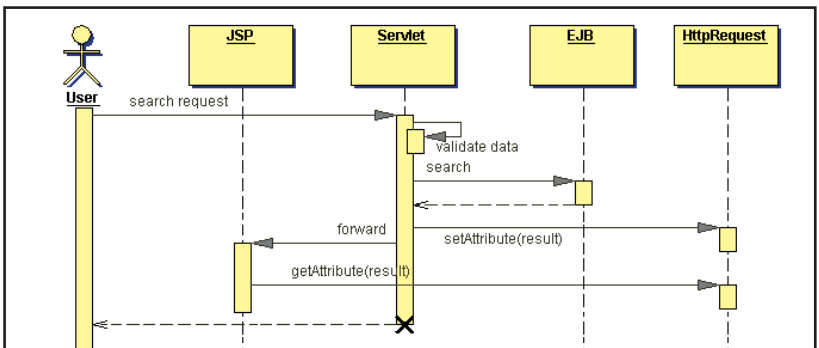 JSP
Servlet
EJB
HttpRequest
User
search request
validate data
search
forward
setAttribute(result)
getAttribute(result)